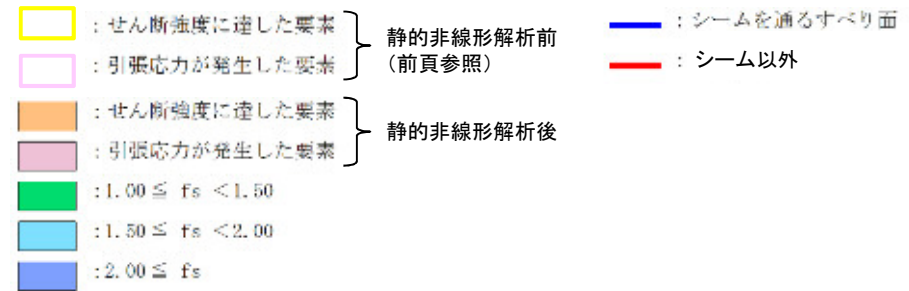 ：せん断強度に達した要素
：引張応力が発生した要素
静的非線形解析前
（前頁参照）
：せん断強度に達した要素
：引張応力が発生した要素
静的非線形解析後
:1.00≦ fs <1.50
:1.50≦ fs <2.00
:2.00≦ fs
：シームを通るすべり面
：シーム以外